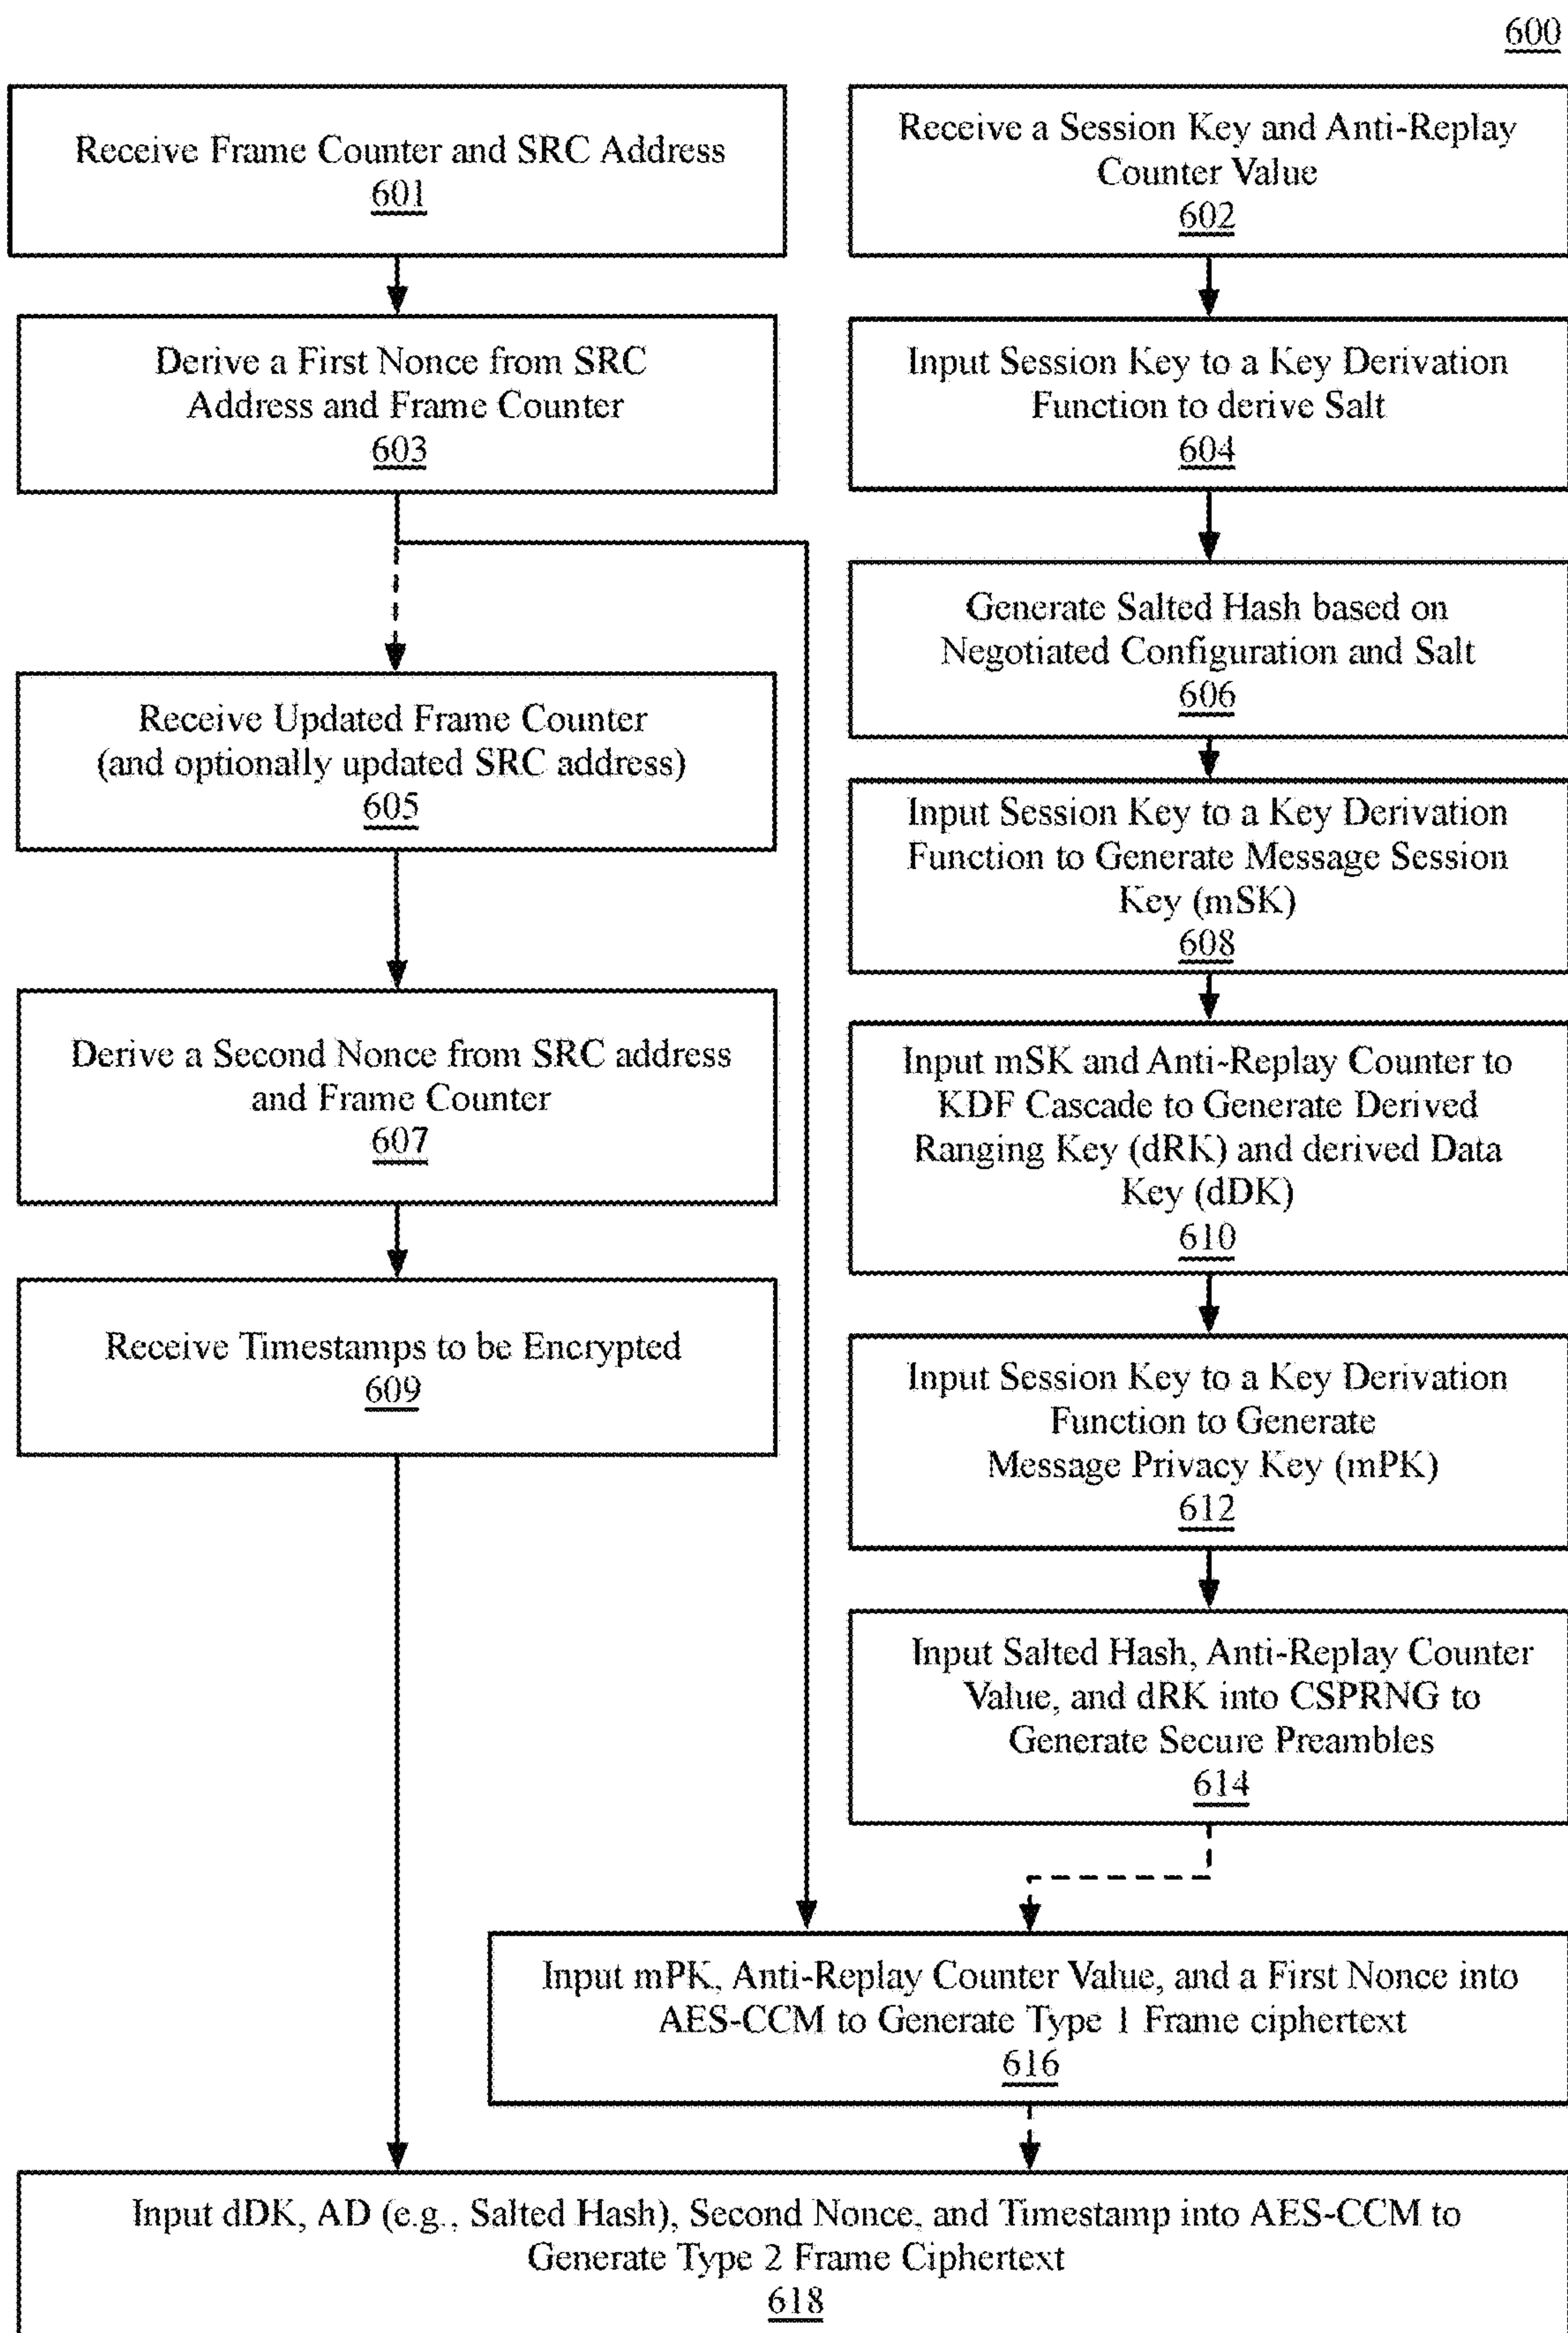 600
Receive Frame Counter and SRC Address
601
Receive a Session Key and Anti-Replay
Counter Value
602
Derive a First Nonce from SRC
Address and Frame Counter
603
Input Session Key to a Key Derivation
Function to derive Salt
604
Generate Salted Hash based on
Negotiated Configuration and Salt
606
Receive Updated Frame Counter
(and optionally updated SRC address)
605
Input Session Key to a Key Derivation
Function to Generate Message Session
Key (mSK)
608
Derive a Second Nonce from SRC address
and Frame Counter
607
Input mSK and Anti-Replay Counter to
KDF Cascade to Generate Derived
Ranging Key (dRK) and derived Data
Key (dDK)
610
Receive Timestamps to be Encrypted
609
Input Session Key to a Key Derivation
Function to Generate
Message Privacy Key (mPK)
612
Input Salted Hash, Anti-Replay Counter
Value, and dRK into CSPRNG to
Generate Secure Preambles
614
Input mPK, Anti-Replay Counter Value, and a First Nonce into
AES-CCM to Generate Type 1 Frame ciphertext
616
Input dDK, AD (e.g., Salted Hash), Second Nonce, and Timestamp into AES-CCM to
Generate Type 2 Frame Ciphertext
618